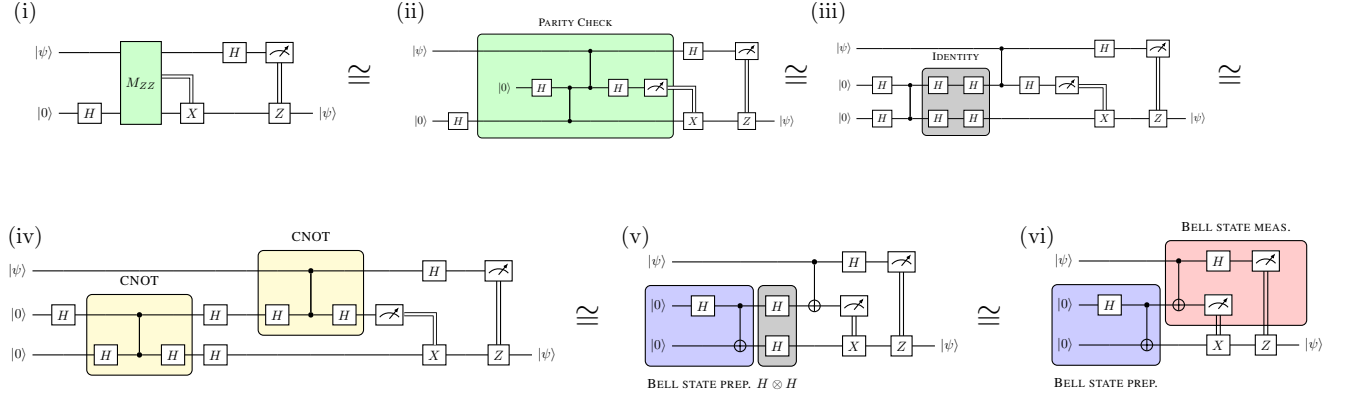 (i)
|ψ⟩ H
M_ZZ
|0⟩ H X Z |ψ⟩
≅
(ii)
PARITY CHECK
|ψ⟩ H
|0⟩ H H
|0⟩ H X Z |ψ⟩
≅
(iii)
IDENTITY
|ψ⟩ H
|0⟩ H H H H
|0⟩ H H H X Z |ψ⟩
≅
(iv)
CNOT
|ψ⟩ H
CNOT
|0⟩ H H H H
|0⟩ H H H X Z |ψ⟩
≅
(v)
|ψ⟩ H
|0⟩ H H
|0⟩ H X Z |ψ⟩
BELL STATE PREP. H ⊗ H
≅
(vi)
BELL STATE MEAS.
|ψ⟩ H
|0⟩ H
|0⟩ X Z |ψ⟩
BELL STATE PREP.